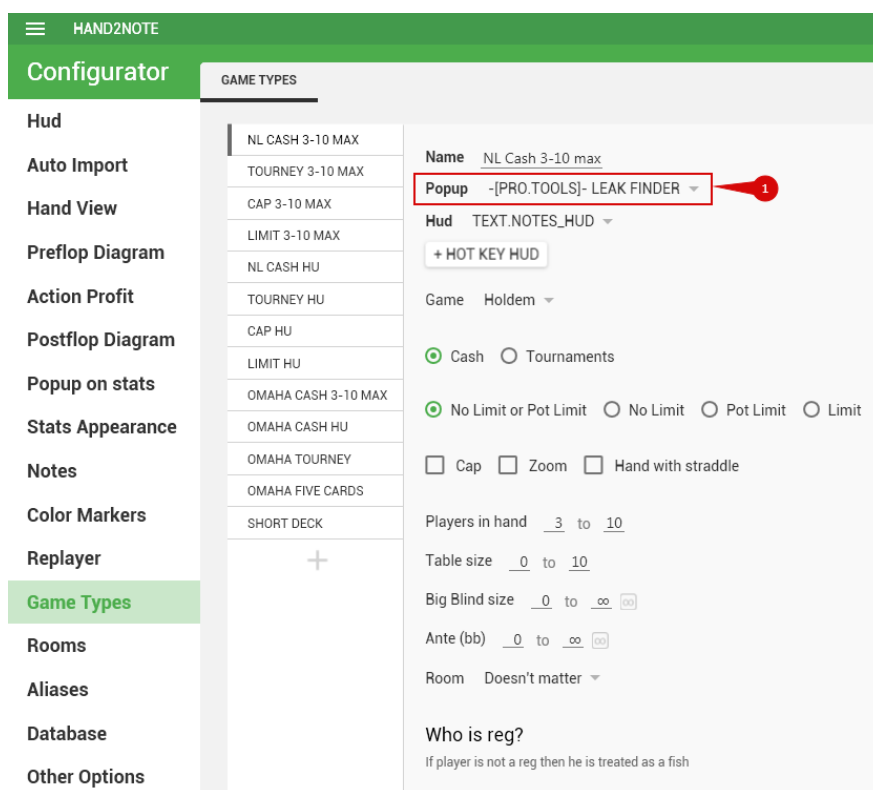 HAND2NOTE
Configurator
GAME TYPES
Hud
Auto Import
Hand View
Preflop Diagram
Action Profit
Postflop Diagram
Popup on stats
Stats Appearance
Notes
Color Markers
Replayer
Game Types
Rooms
Aliases
Database
Other Options
NL CASH 3-10 MAX
TOURNEY 3-10 MAX
CAP 3-10 MAX
LIMIT 3-10 MAX
NL CASH HU
TOURNEY HU
CAP HU
LIMIT HU
OMAHA CASH 3-10 MAX
OMAHA CASH HU
OMAHA TOURNEY
OMAHA FIVE CARDS
SHORT DECK
+
Name NL Cash 3-10 max
Popup -[PRO.TOOLS]- LEAK FINDER 1
Hud TEXT.NOTES_HUD
+ HOT KEY HUD
Game Holdem
Cash Tournaments
No Limit or Pot Limit No Limit Pot Limit Limit
Cap Zoom Hand with straddle
Players in hand 3 to 10
Table size 0 to 10
Big Blind size 0 to ∞ ∞
Ante (bb) 0 to ∞ ∞
Room Doesn't matter
Who is reg?
If player is not a reg then he is treated as a fish